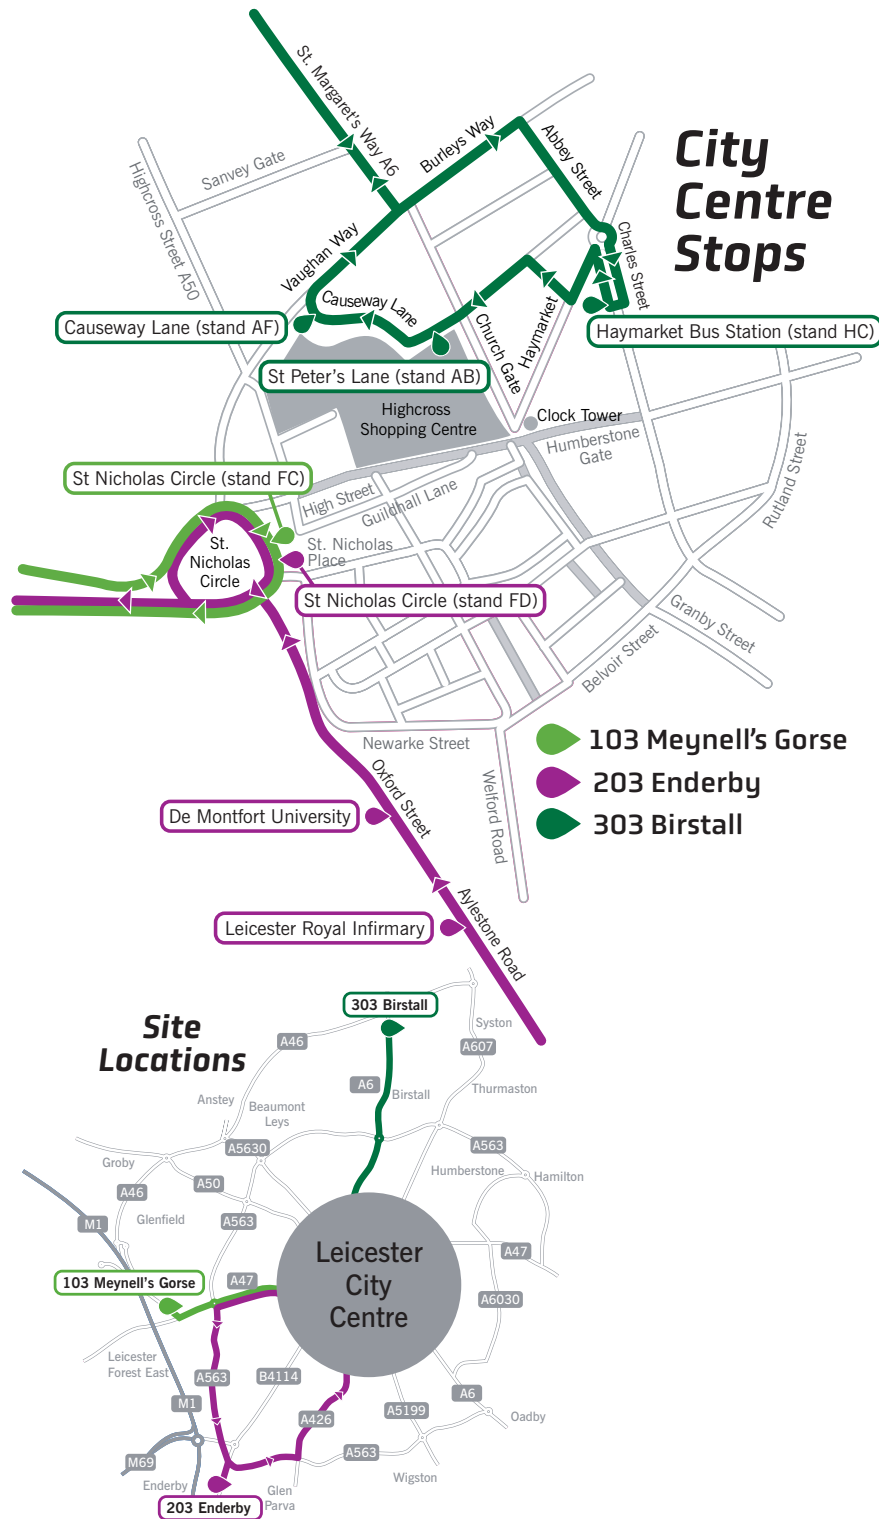 City
Centre
Stops
St. Margaret's Way A6
Burleys Way
Abbey Street
Sanvey Gate
Highcross Street A50
Vaughan Way
Charles Street
Causeway Lane
Causeway Lane (stand AF)
Haymarket Bus Station (stand HC)
Church Gate
Haymarket
St Peter's Lane (stand AB)
Highcross
Shopping Centre
Clock Tower
Humberstone
Gate
Rutland Street
St Nicholas Circle (stand FC)
High Street
Guildhall Lane
St.
Nicholas
Circle
St. Nicholas
Place
St Nicholas Circle (stand FD)
Granby Street
Belvoir Street
Newarke Street
Welford Road
Oxford Street
103 Meynell's Gorse
203 Enderby
303 Birstall
De Montfort University
Leicester Royal Infirmary
Aylestone Road
Site
Locations
303 Birstall
Syston
A46
A607
A6
Birstall
Thurmaston
Anstey
Beaumont
Leys
A5630
A563
Groby
Humberstone
Hamilton
A46
A50
Glenfield
M1
A563
Leicester
City
Centre
A47
103 Meynell's Gorse
A47
A6030
Leicester
Forest East
A563
B4114
M1
A6
A5199
A426
Oadby
A563
M69
Wigston
Enderby
Glen
Parva
203 Enderby